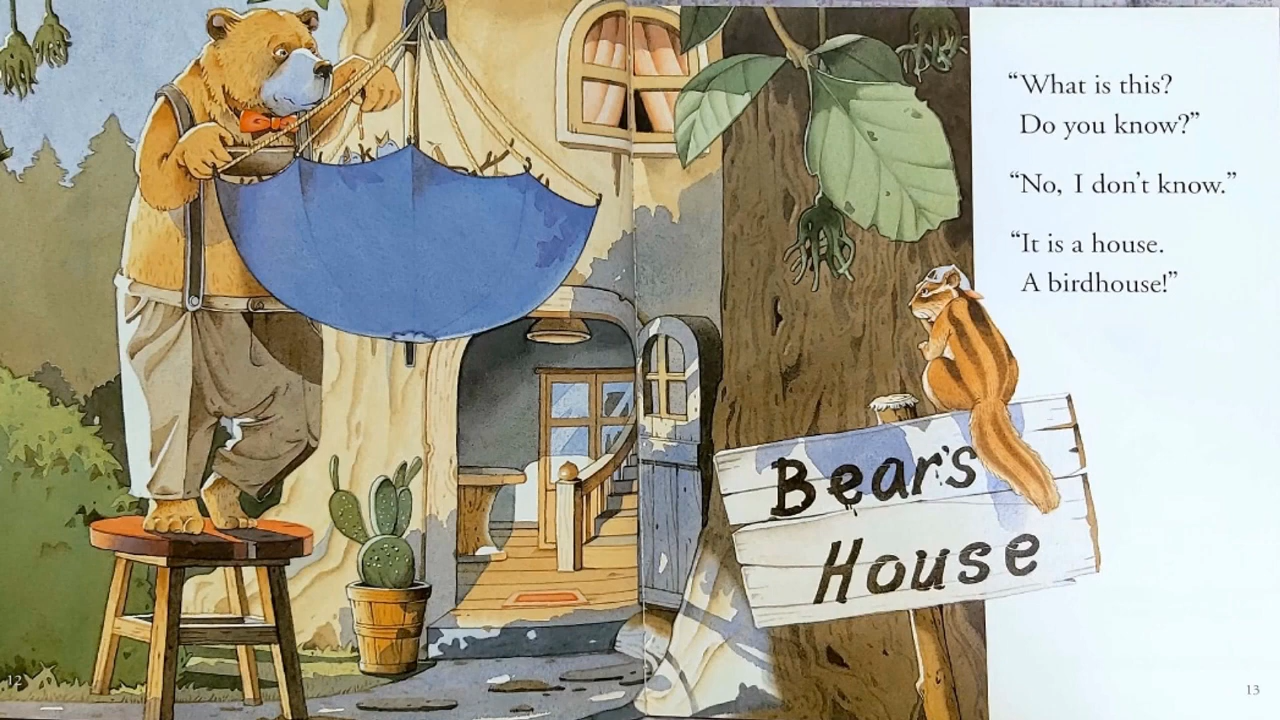 “What is this?
Do you know?”
“No, I don’t know.”
“It is a house.
A birdhouse!”
Bear's
House
12
13